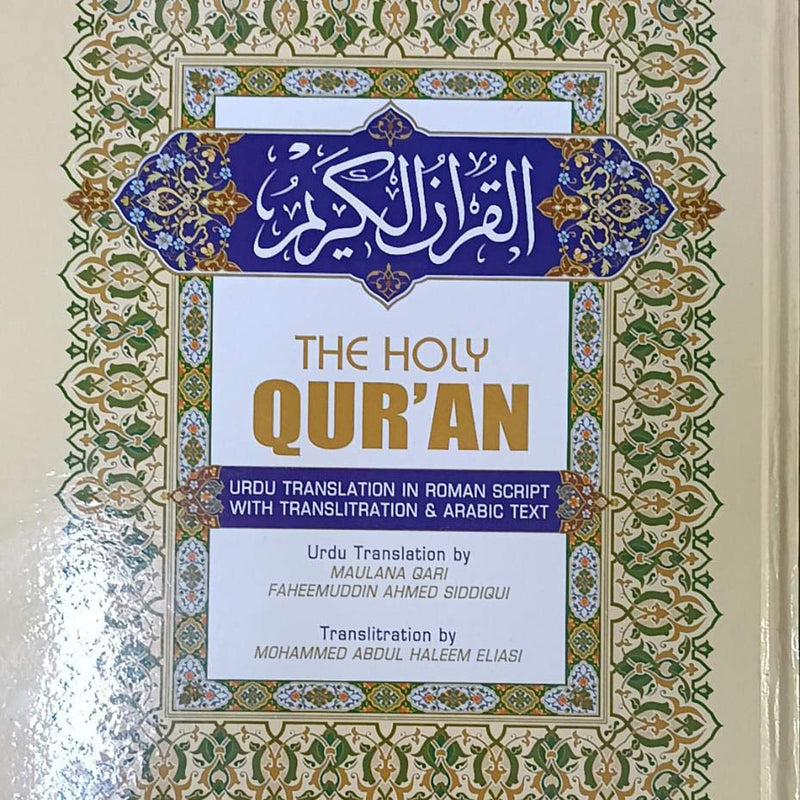 القرآن الكريم
THE HOLY
QUR'AN
URDU TRANSLATION IN ROMAN SCRIPT
WITH TRANSLITRATION & ARABIC TEXT
Urdu Translation by
MAULANA QARI
FAHEEMUDDIN AHMED SIDDIQUI
Translitration by
MOHAMMED ABDUL HALEEM ELIASI